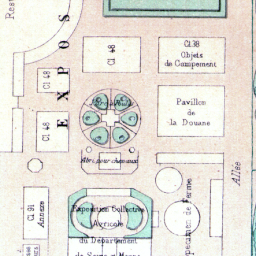 Rest
EXPOS
Cl. 48
Cl. 38
Objets
de Campement
Cl. 48
Cl. 48
Pavillon
de
la Douane
Abri pour chevaux
Allée
Cl. 91
Annexe
Exposition Collective
Agricole
du Département
de Seine et Marne
Specimen de Ferme